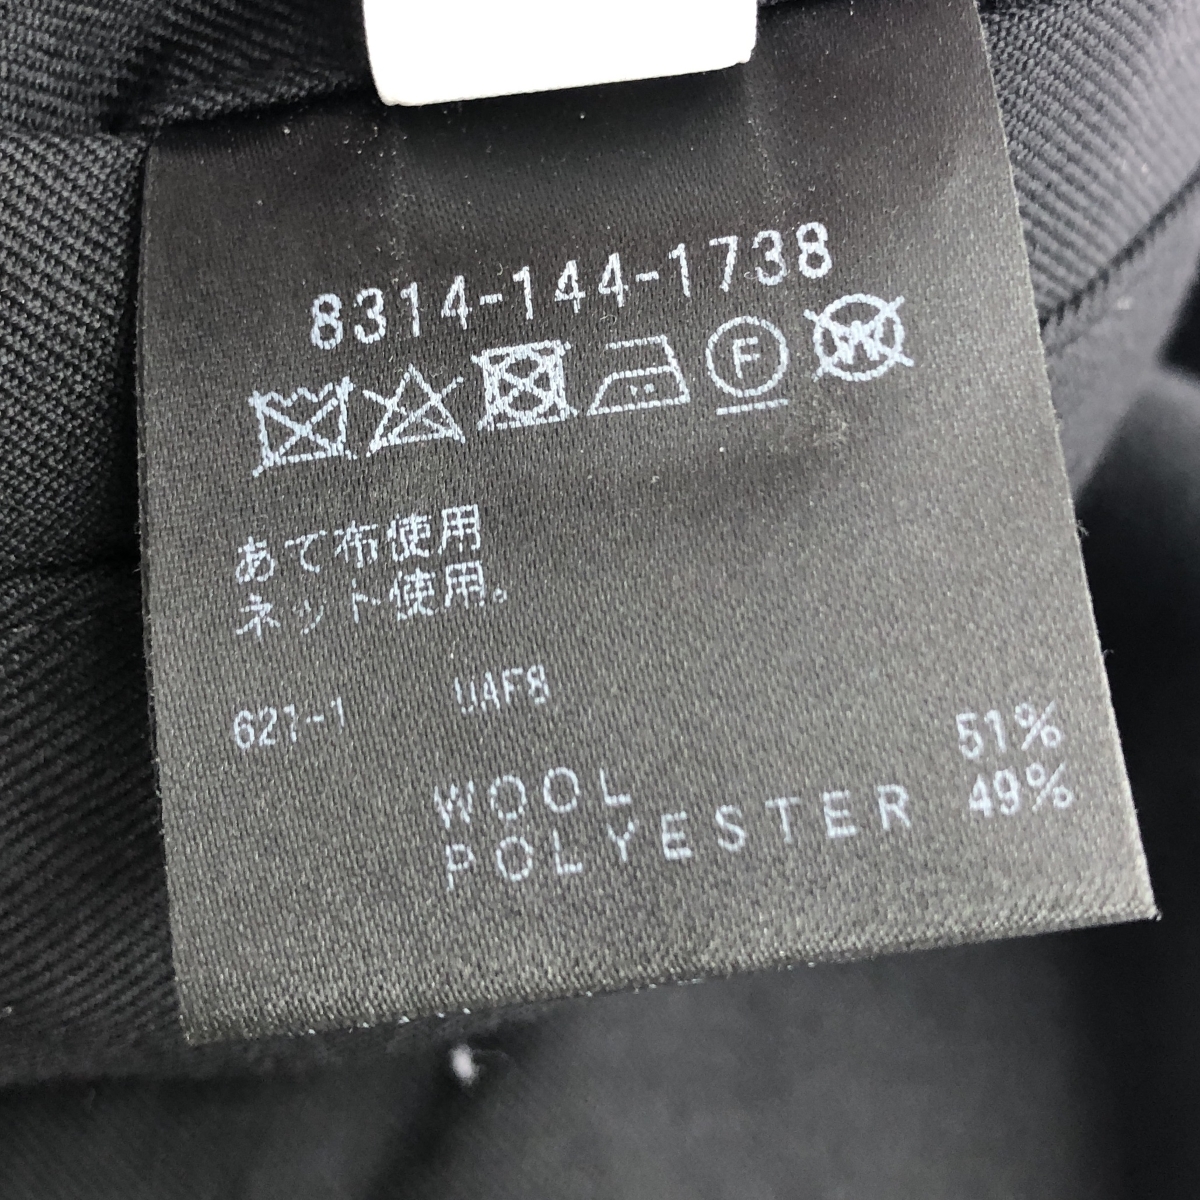 8314-144-1738
F W
あて布使用
ネット使用。
627-1 UAF8
WOOL 51%
POLYESTER 49%